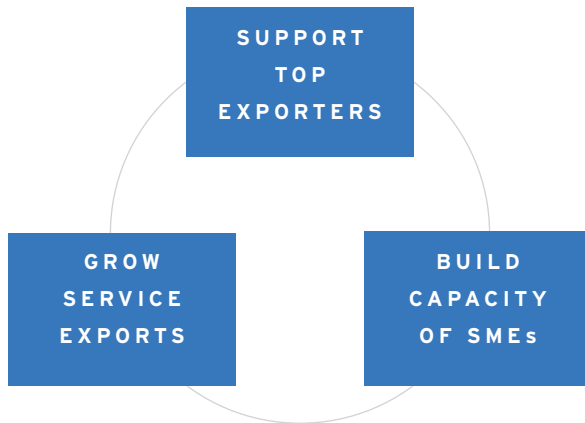 SUPPORT
TOP
EXPORTERS
GROW
SERVICE
EXPORTS
BUILD
CAPACITY
OF SMEs